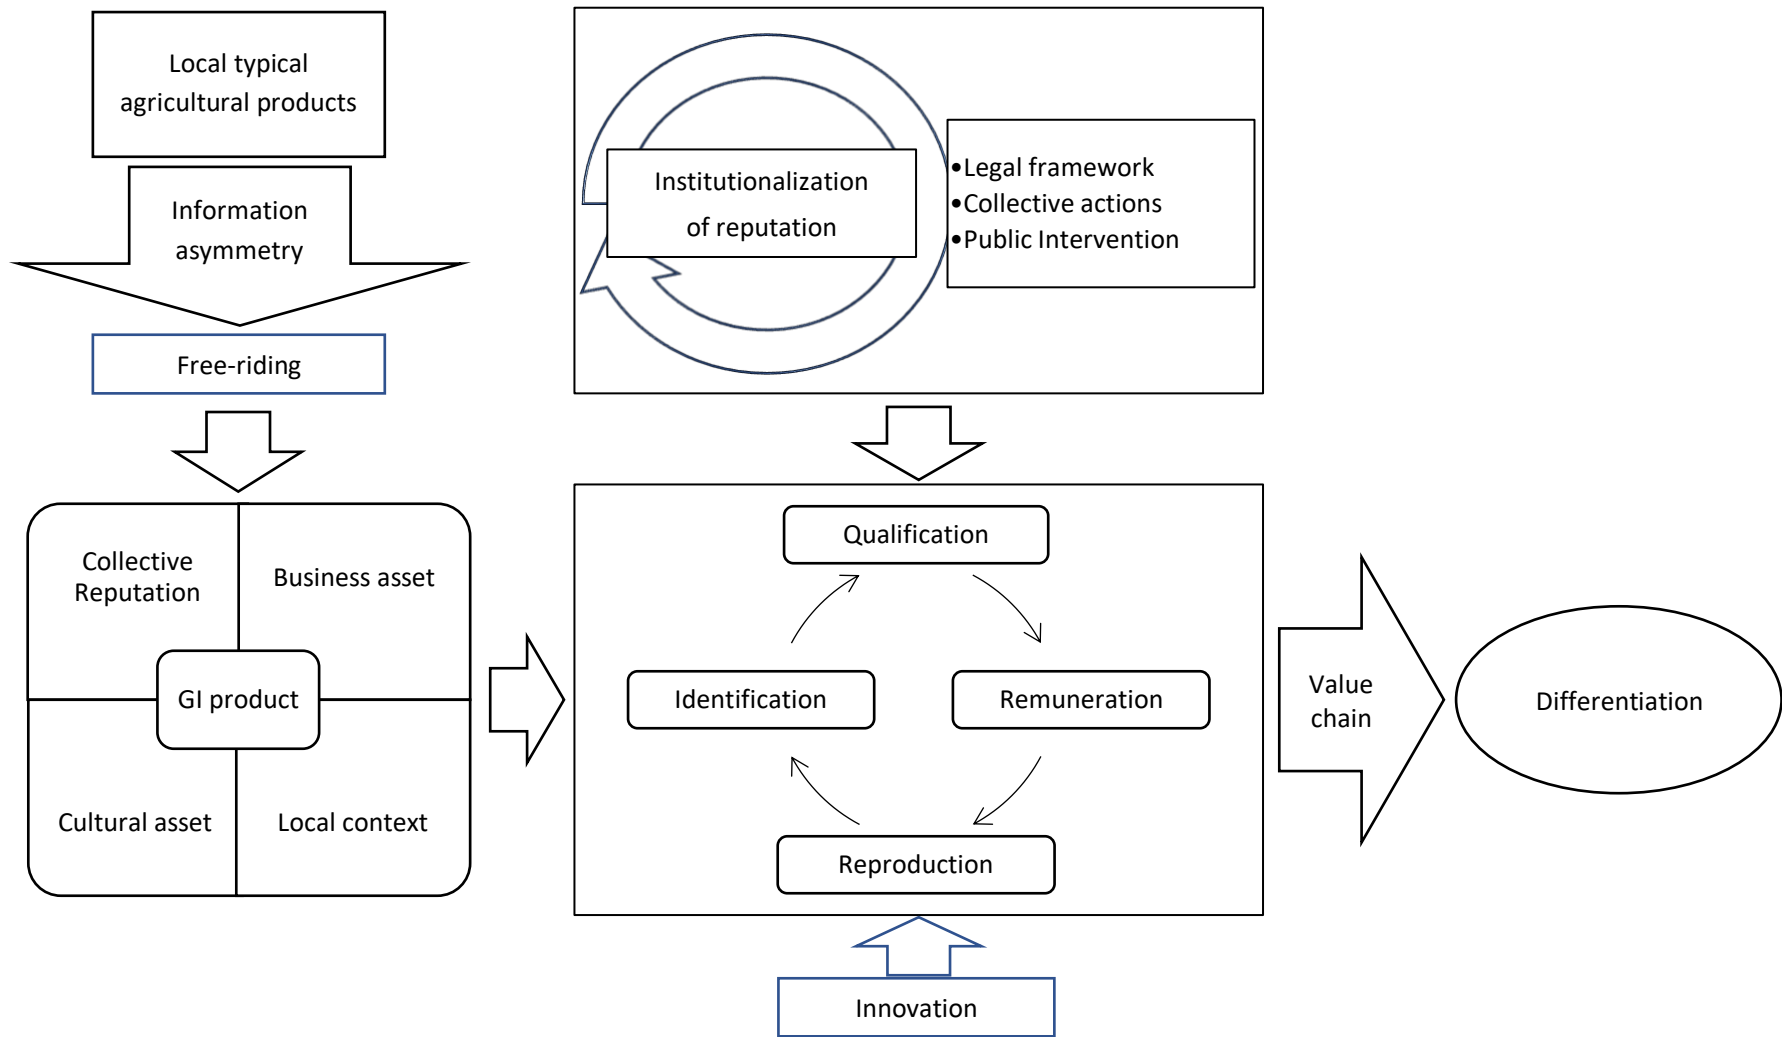 Local typical
agricultural products
Information
asymmetry
Free-riding
Institutionalization
of reputation
•Legal framework
•Collective actions
•Public Intervention
Collective
Reputation
Business asset
GI product
Cultural asset
Local context
Qualification
Identification
Remuneration
Reproduction
Innovation
Value
chain
Differentiation